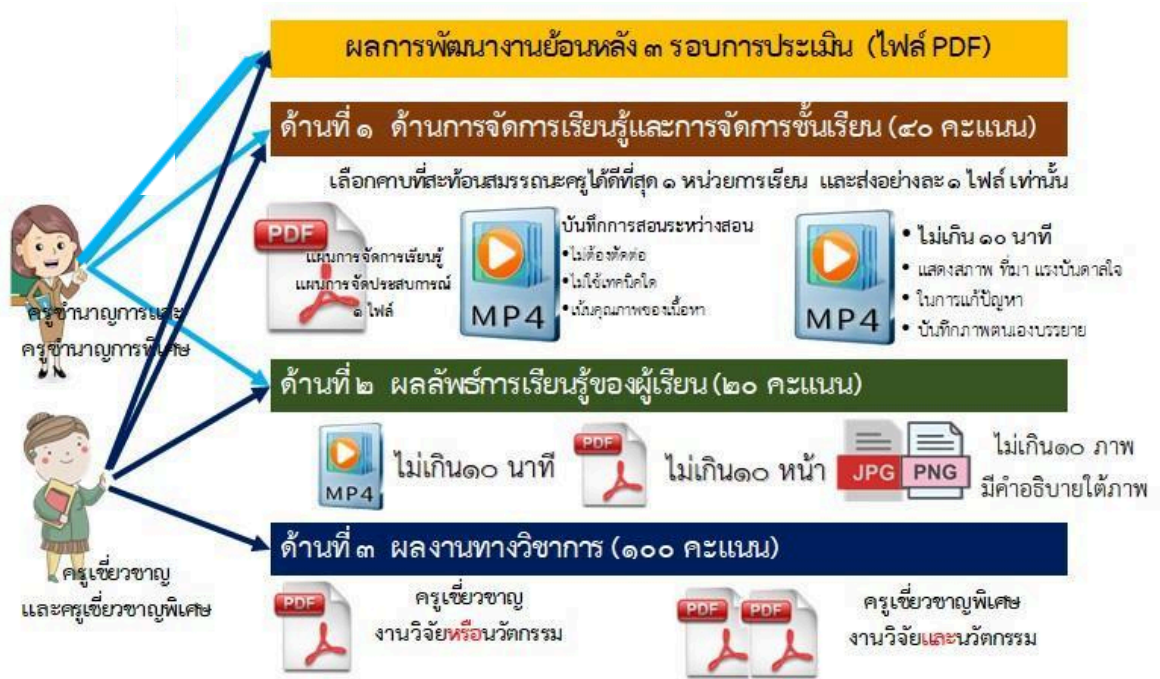 ผลการพัฒนางานย้อนหลัง ๓ รอบการประเมิน (ไฟล์ PDF)
ด้านที่ ๑ ด้านการจัดการเรียนรู้และการจัดการชั้นเรียน (๔๐ คะแนน)
เลือกคาบที่สะท้อนสมรรถนะครูได้ดีที่สุด ๑ หน่วยการเรียน และส่งอย่างละ ๑ ไฟล์ เท่านั้น
PDF
แผนการจัดการเรียนรู้
แผนการจัดประสบการณ์
๑ ไฟล์
MP4
บันทึกการสอนระหว่างสอน
•ไม่ต้องตัดต่อ
•ไม่ใช้เทคนิคใด
•เน้นคุณภาพของเนื้อหา
MP4
• ไม่เกิน ๑๐ นาที
• แสดงสภาพ ที่มา แรงบันดาลใจ
• ในการแก้ปัญหา
• บันทึกภาพตนเองบรรยาย
ครูชำนาญการและ
ครูชำนาญการพิเศษ
ด้านที่ ๒ ผลลัพธ์การเรียนรู้ของผู้เรียน (๒๐ คะแนน)
MP4
ไม่เกิน๑๐ นาที
PDF
ไม่เกิน๑๐ หน้า
JPG
PNG
ไม่เกิน๑๐ ภาพ
มีคำอธิบายใต้ภาพ
ด้านที่ ๓ ผลงานทางวิชาการ (๑๐๐ คะแนน)
ครูเชี่ยวชาญ
และครูเชี่ยวชาญพิเศษ
PDF
ครูเชี่ยวชาญ
งานวิจัยหรือนวัตกรรม
PDF
PDF
ครูเชี่ยวชาญพิเศษ
งานวิจัยและนวัตกรรม